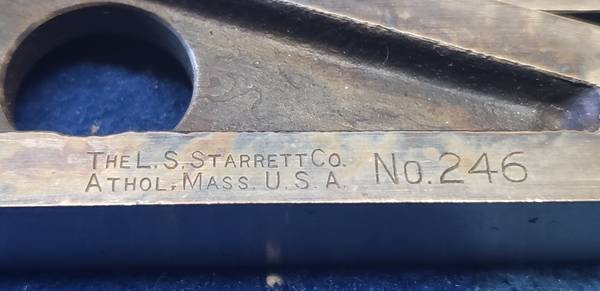 THE L. S. STARRETT CO.
ATHOL, MASS. U. S. A.
No. 246